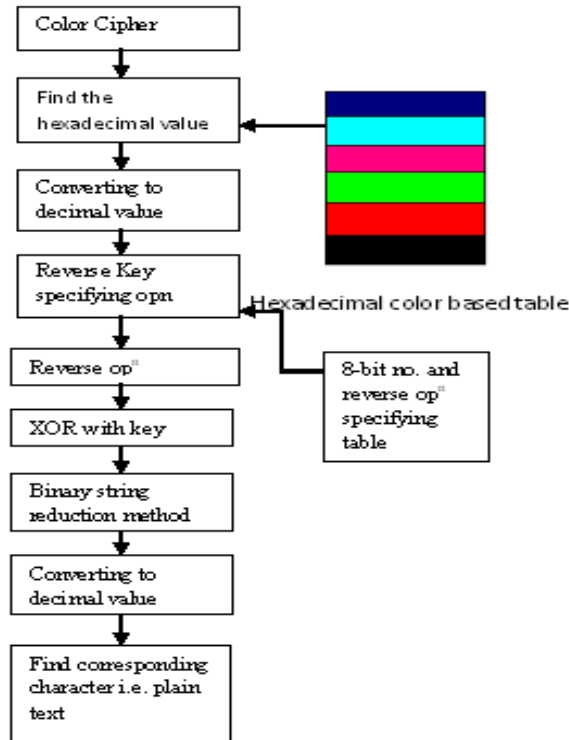 Color Cipher
Find the
hexadecimal value
Converting to
decimal value
Reverse Key
specifying opn
Hexadecimal color based table
Reverse opⁿ
8-bit no. and
reverse opⁿ
specifying
table
XOR with key
Binary string
reduction method
Converting to
decimal value
Find corresponding
character i.e. plain
text